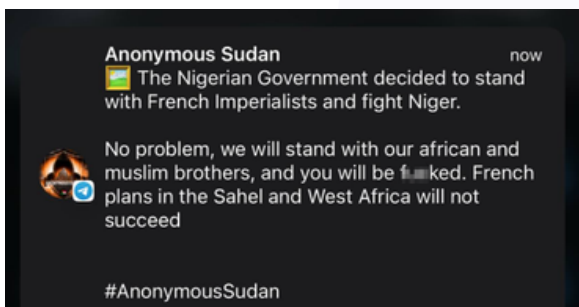 Anonymous Sudan
now
The Nigerian Government decided to stand
with French Imperialists and fight Niger.
No problem, we will stand with our african and
muslim brothers, and you will be French
plans in the Sahel and West Africa will not
succeed
#AnonymousSudan